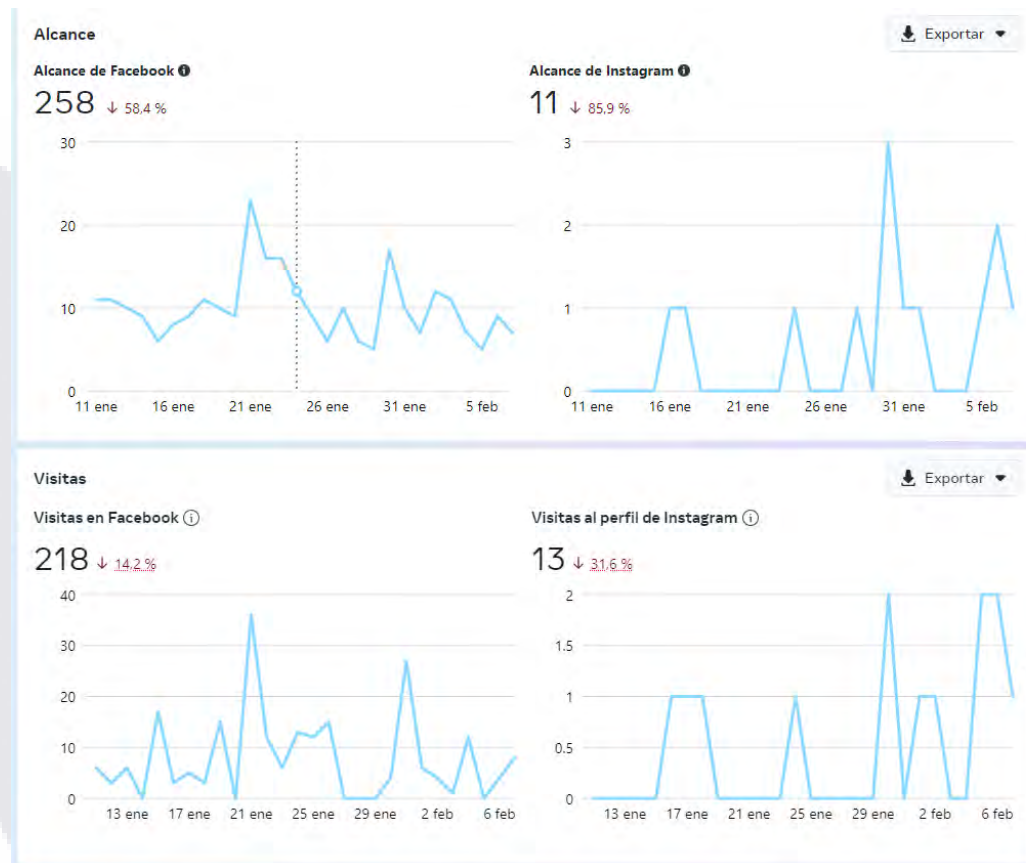 Alcance
Exportar
Alcance de Facebook
Alcance de Instagram
258 ↓ 58,4 %
11 ↓ 85,9 %
30
20
10
0
11 ene 16 ene 21 ene 26 ene 31 ene 5 feb
3
2
1
0
11 ene 16 ene 21 ene 26 ene 31 ene 5 feb
Visitas
Exportar
Visitas en Facebook
Visitas al perfil de Instagram
218 ↓ 14,2 %
13 ↓ 31,6 %
40
30
20
10
0
13 ene 17 ene 21 ene 25 ene 29 ene 2 feb 6 feb
2
1.5
1
0.5
0
13 ene 17 ene 21 ene 25 ene 29 ene 2 feb 6 feb